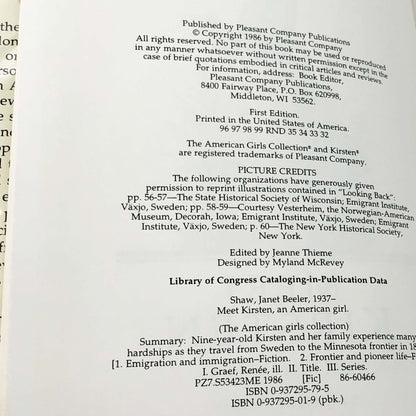 the
lon
or
erso
n A
new
e s
nd
opp
d t
l s
Published by Pleasant Company Publications
© Copyright 1986 by Pleasant Company
All rights reserved. No part of this book may be used or reproduced
in any manner whatsoever without written permission except in the
case of brief quotations embodied in critical articles and reviews.
For information, address: Book Editor,
Pleasant Company Publications,
8400 Fairway Place, P.O. Box 620998,
Middleton, WI 53562.
First Edition.
Printed in the United States of America.
96 97 98 99 RND 35 34 33 32
The American Girls Collection® and Kirsten®
are registered trademarks of Pleasant Company.
PICTURE CREDITS
The following organizations have generously given
permission to reprint illustrations contained in "Looking Back":
pp. 56-57—The State Historical Society of Wisconsin; Emigrant Institute,
Växjo, Sweden; pp. 58-59—Courtesy Vesterheim, the Norwegian-American
Museum, Decorah, Iowa; Emigrant Institute, Växjo, Sweden; Emigrant
Institute, Växjo, Sweden; p. 60—The New York Historical Society,
New York.
Edited by Jeanne Thieme
Designed by Myland McRevey
Library of Congress Cataloging-in-Publication Data
Shaw, Janet Beeler, 1937–
Meet Kirsten, an American girl.
(The American girls collection)
Summary: Nine-year-old Kirsten and her family experience many
hardships as they travel from Sweden to the Minnesota frontier in 18
[1. Emigration and immigration–Fiction. 2. Frontier and pioneer life–F
I. Graef, Renée, ill. II. Title. III. Series.
PZ7.S53423ME 1986 [Fic] 86-60466
ISBN 0-937295-79-5
ISBN 0-937295-01-9 (pbk.)